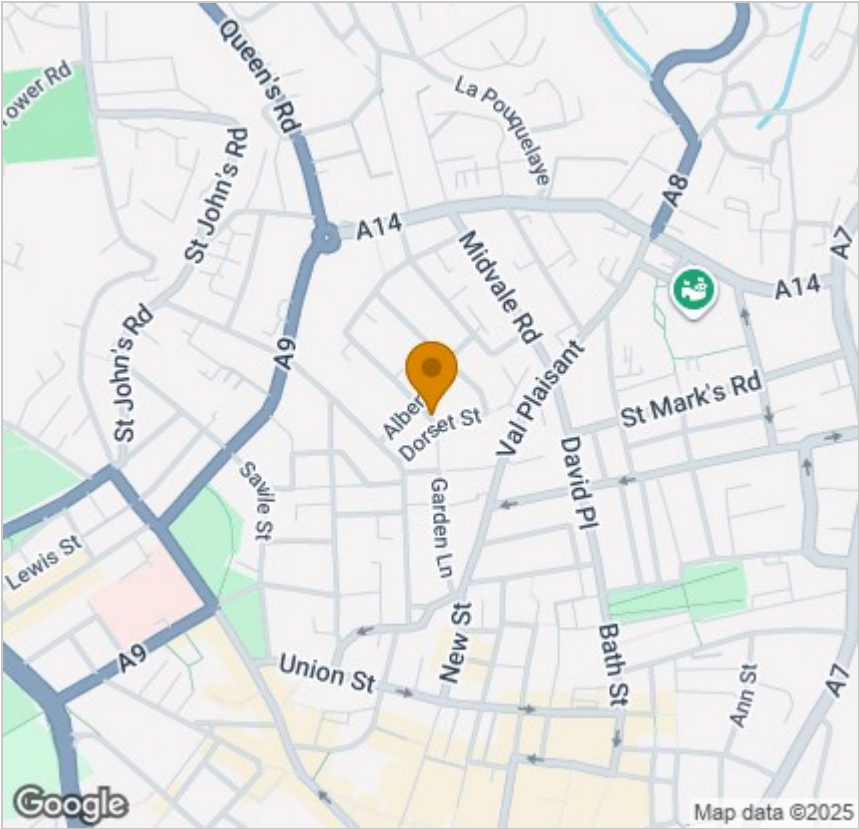 Queen's Rd
Tower Rd
La Pouquelaye
St John's Rd
A8
A14
A7
Midvale Rd
A14
St John's Rd
A9
Val Plaisant
St Mark's Rd
Dorset St
Savile St
David Pl
Garden Ln
Lewis St
New St
Bath St
A9
Union St
Ann St
A7
Google
Map data ©2025